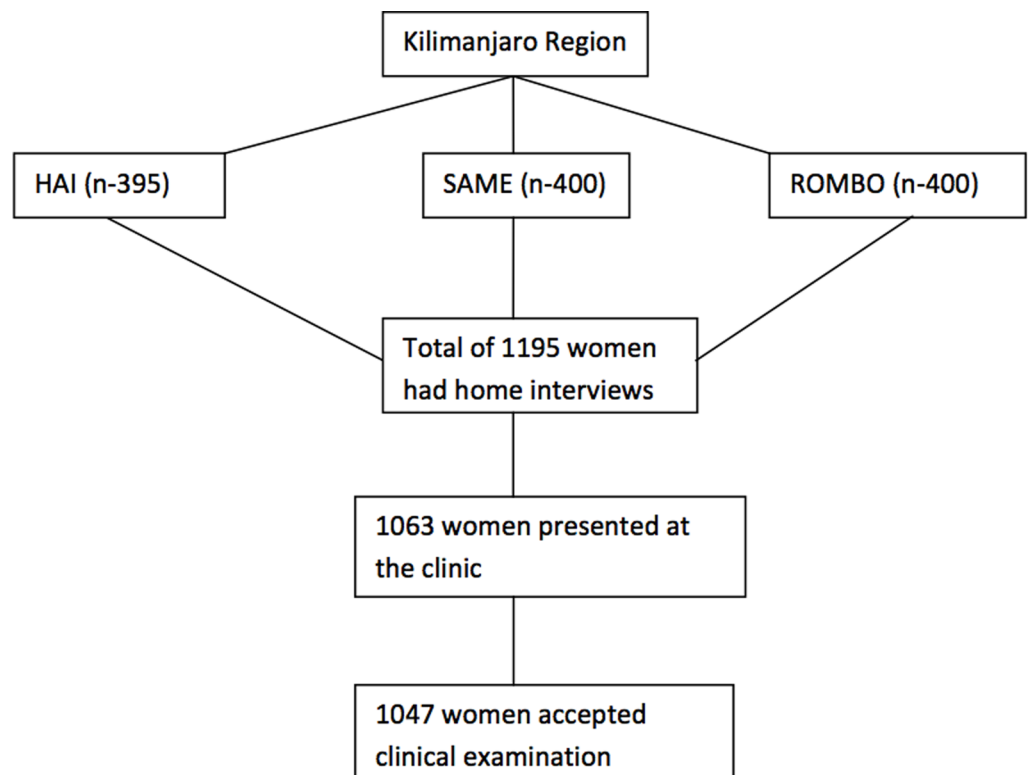 Kilimanjaro Region
HAI (n-395)
SAME (n-400)
ROMBO (n-400)
Total of 1195 women
had home interviews
1063 women presented at
the clinic
1047 women accepted
clinical examination